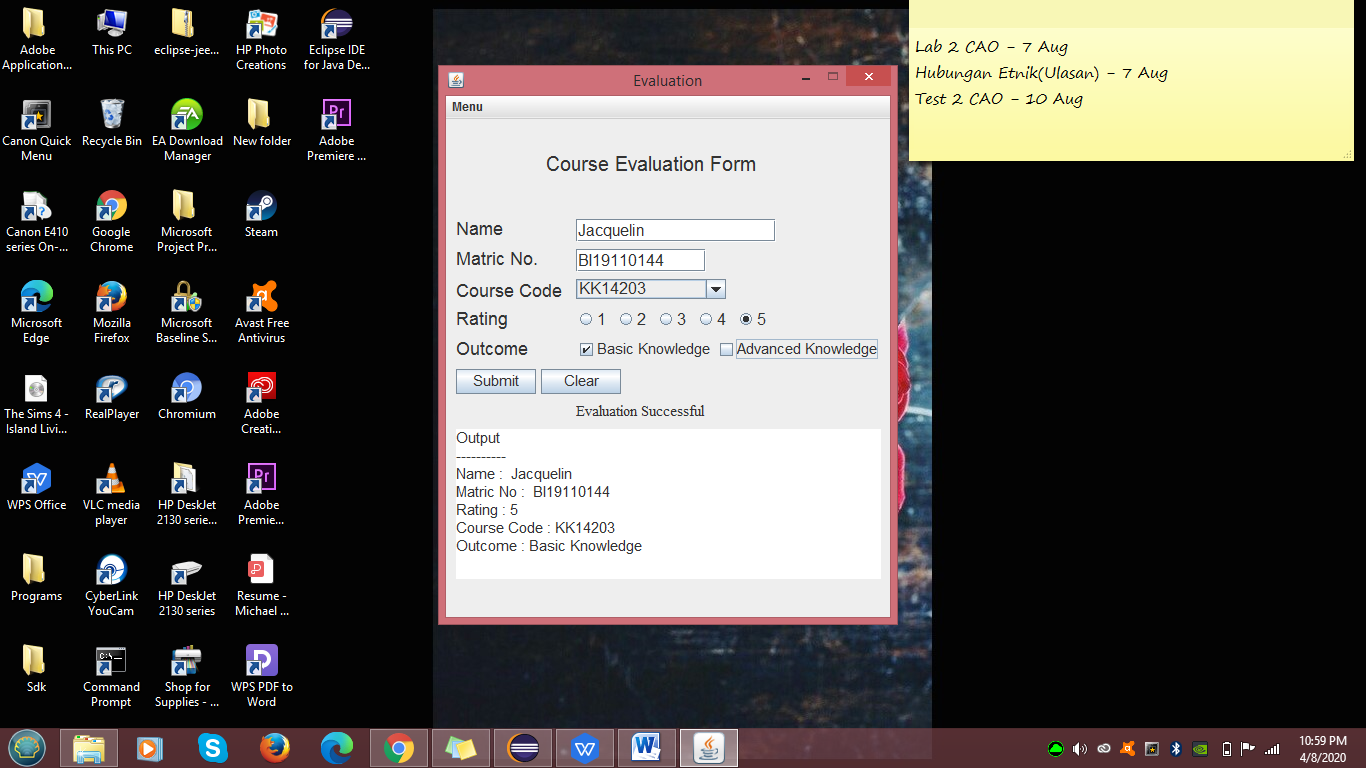 Adobe
Application...
This PC
eclipse-jee...
HP Photo
Creations
Eclipse IDE
for Java De...
Canon Quick
Menu
Recycle Bin
EA Download
Manager
New folder
Adobe
Premiere ...
Canon E410
series On-...
Google
Chrome
Microsoft
Project Pr...
Steam
Microsoft
Edge
Mozilla
Firefox
Microsoft
Baseline S...
Avast Free
Antivirus
The Sims 4 -
Island Livi...
RealPlayer
Chromium
Adobe
Creati...
WPS Office
VLC media
player
HP DeskJet
2130 serie...
Adobe
Premie...
Programs
CyberLink
YouCam
HP DeskJet
2130 series
Resume -
Michael ...
Sdk
Command
Prompt
Shop for
Supplies - ...
WPS PDF to
Word
Evaluation
Menu
Course Evaluation Form
Name Jacquelin
Matric No. BI19110144
Course Code KK14203
Rating 1 2 3 4 5
Outcome Basic Knowledge Advanced Knowledge
Submit Clear
Evaluation Successful
Output
----------
Name :  Jacquelin
Matric No :  BI19110144
Rating : 5
Course Code : KK14203
Outcome : Basic Knowledge
Lab 2 CAO - 7 Aug
Hubungan Etnik(Ulasan) - 7 Aug
Test 2 CAO - 10 Aug
10:59 PM
4/8/2020